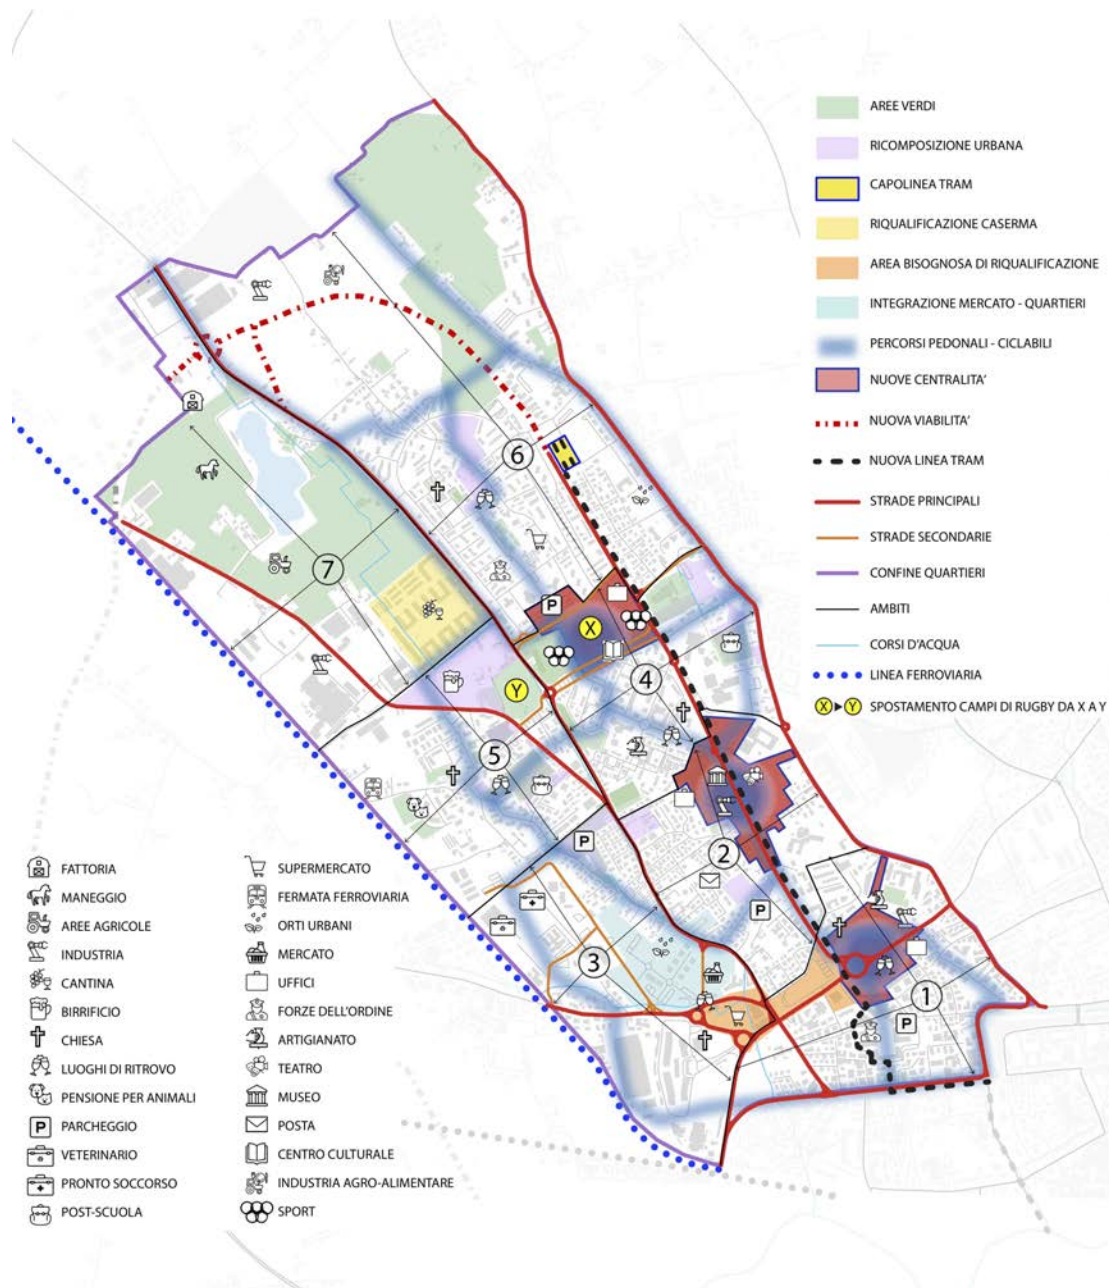 AREE VERDI
RICOMPOSIZIONE URBANA
CAPOLINEA TRAM
RIQUALIFICAZIONE CASERMA
AREA BISOGNOSA DI RIQUALIFICAZIONE
INTEGRAZIONE MERCATO - QUARTIERI
PERCORSI PEDONALI - CICLABILI
NUOVE CENTRALITA'
NUOVA VIABILITA'
NUOVA LINEA TRAM
STRADE PRINCIPALI
STRADE SECONDARIE
CONFINE QUARTIERI
AMBITI
CORSI D'ACQUA
LINEA FERROVIARIA
X Y SPOSTAMENTO CAMPI DI RUGBY DA X A Y
6
7
P
X
Y
4
5
P
2
P
3
1
P
FATTORIA
MANEGGIO
AREE AGRICOLE
INDUSTRIA
CANTINA
BIRRIFICIO
CHIESA
LUOGHI DI RITROVO
PENSIONE PER ANIMALI
P PARCHEGGIO
VETERINARIO
PRONTO SOCCORSO
POST-SCUOLA
SUPERMERCATO
FERMATA FERROVIARIA
ORTI URBANI
MERCATO
UFFICI
FORZE DELL'ORDINE
ARTIGIANATO
TEATRO
MUSEO
POSTA
CENTRO CULTURALE
INDUSTRIA AGRO-ALIMENTARE
SPORT